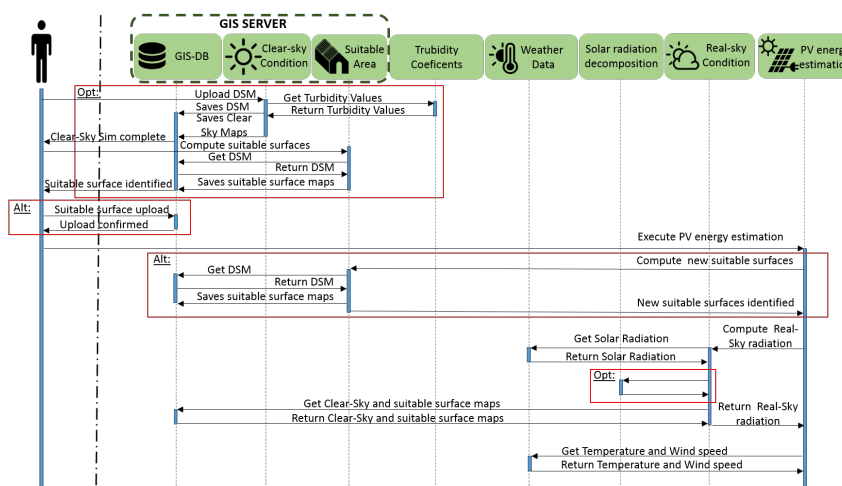 GIS SERVER
GIS-DB
Clear-sky
Condition
Suitable
Area
Trubidity
Coeficents
Weather
Data
Solar radiation
decomposition
Real-sky
Condition
PV energy
estimati
Opt:
Upload DSM
Get Turbidity Values
Saves DSM
Return Turbidity Values
Saves Clear
Sky Maps
Clear-Sky Sim complete
Compute suitable surfaces
Get DSM
Return DSM
Suitable surface identified
Saves suitable surface maps
Alt:
Suitable surface upload
Upload confirmed
Execute PV energy estimation
Alt:
Compute new suitable surfaces
Get DSM
Return DSM
Saves suitable surface maps
New suitable surfaces identified
Compute Real-
Sky radiation
Get Solar Radiation
Return Solar Radiation
Opt:
Get Clear-Sky and suitable surface maps
Return Clear-Sky and suitable surface maps
Return Real-Sky
radiation
Get Temperature and Wind speed
Return Temperature and Wind speed